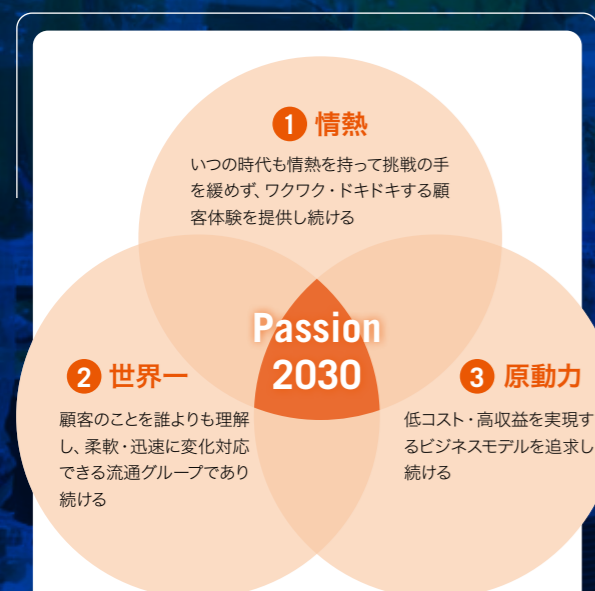 1 情熱
いつの時代も情熱を持って挑戦の手
を緩めず、ワクワク・ドキドキする顧
客体験を提供し続ける
Passion
2030
2 世界一
顧客のことを誰よりも理解
し、柔軟・迅速に変化対応
できる流通グループであり
続ける
3 原動力
低コスト・高収益を実現す
るビジネスモデルを追求し
続ける